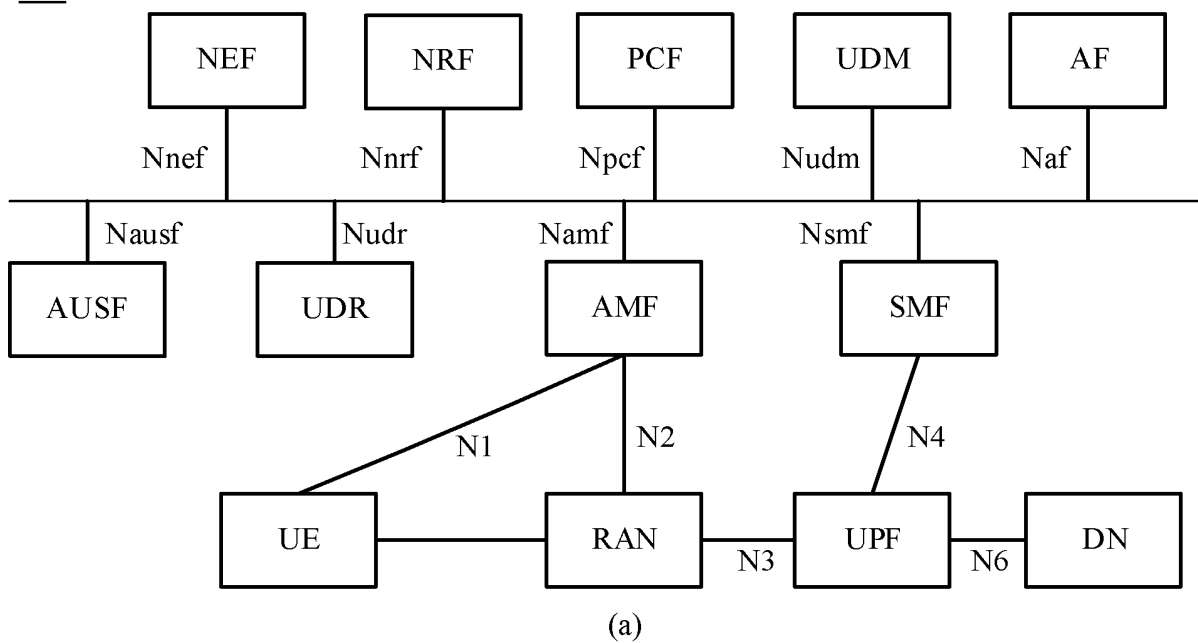 NEF NRF PCF UDM AF
Nnef Nnrf Npcf Nudm Naf
Nausf Nudr Namf Nsmf
AUSF UDR AMF SMF
N1 N2 N4
UE RAN UPF DN
N3 N6
(a)